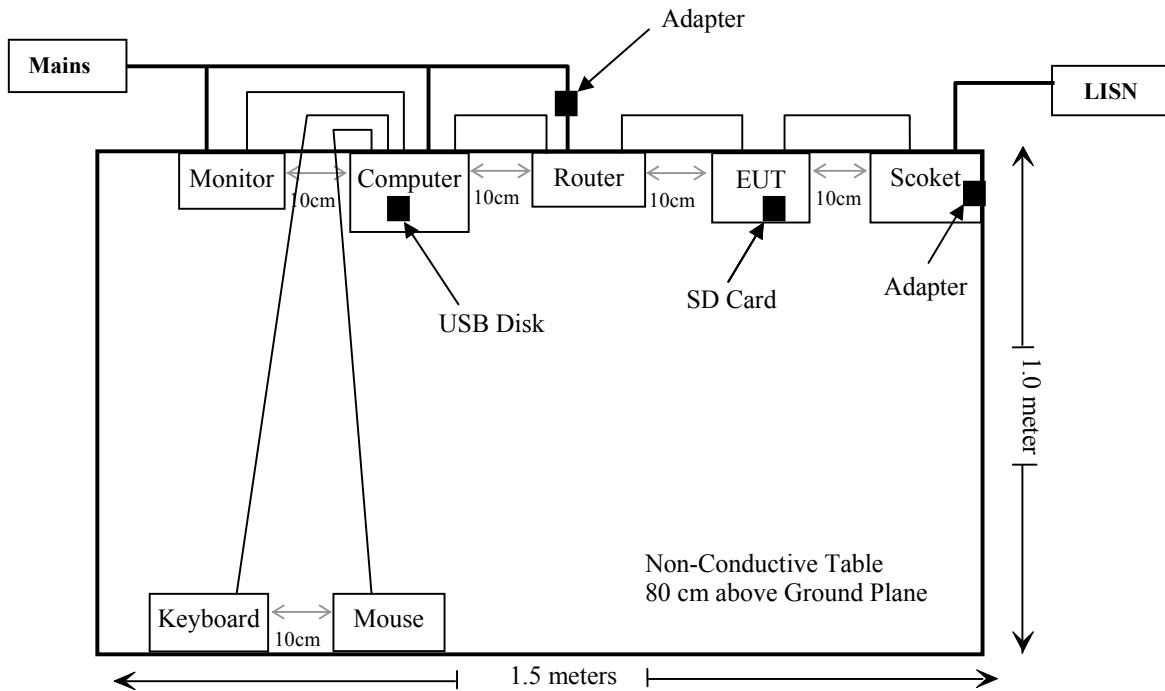 Adapter
Mains
LISN
Monitor
Computer
Router
EUT
Scoket
10cm
10cm
10cm
10cm
USB Disk
SD Card
Adapter
1.0 meter
Non-Conductive Table
80 cm above Ground Plane
Keyboard
Mouse
10cm
1.5 meters